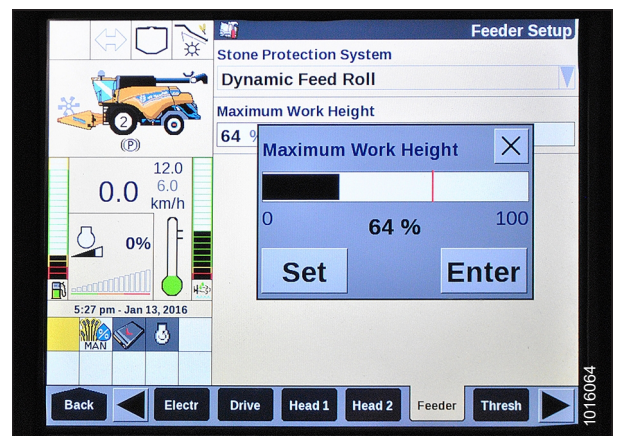 Feeder Setup
Stone Protection System
Dynamic Feed Roll
Maximum Work Height
64 %
Maximum Work Height
0
64 %
100
Set
Enter
2
(P)
12.0
0.0
6.0
km/h
0%
5:27 pm - Jan 13, 2016
MAN
Back
Electr
Drive
Head 1
Head 2
Feeder
Thresh
1016064